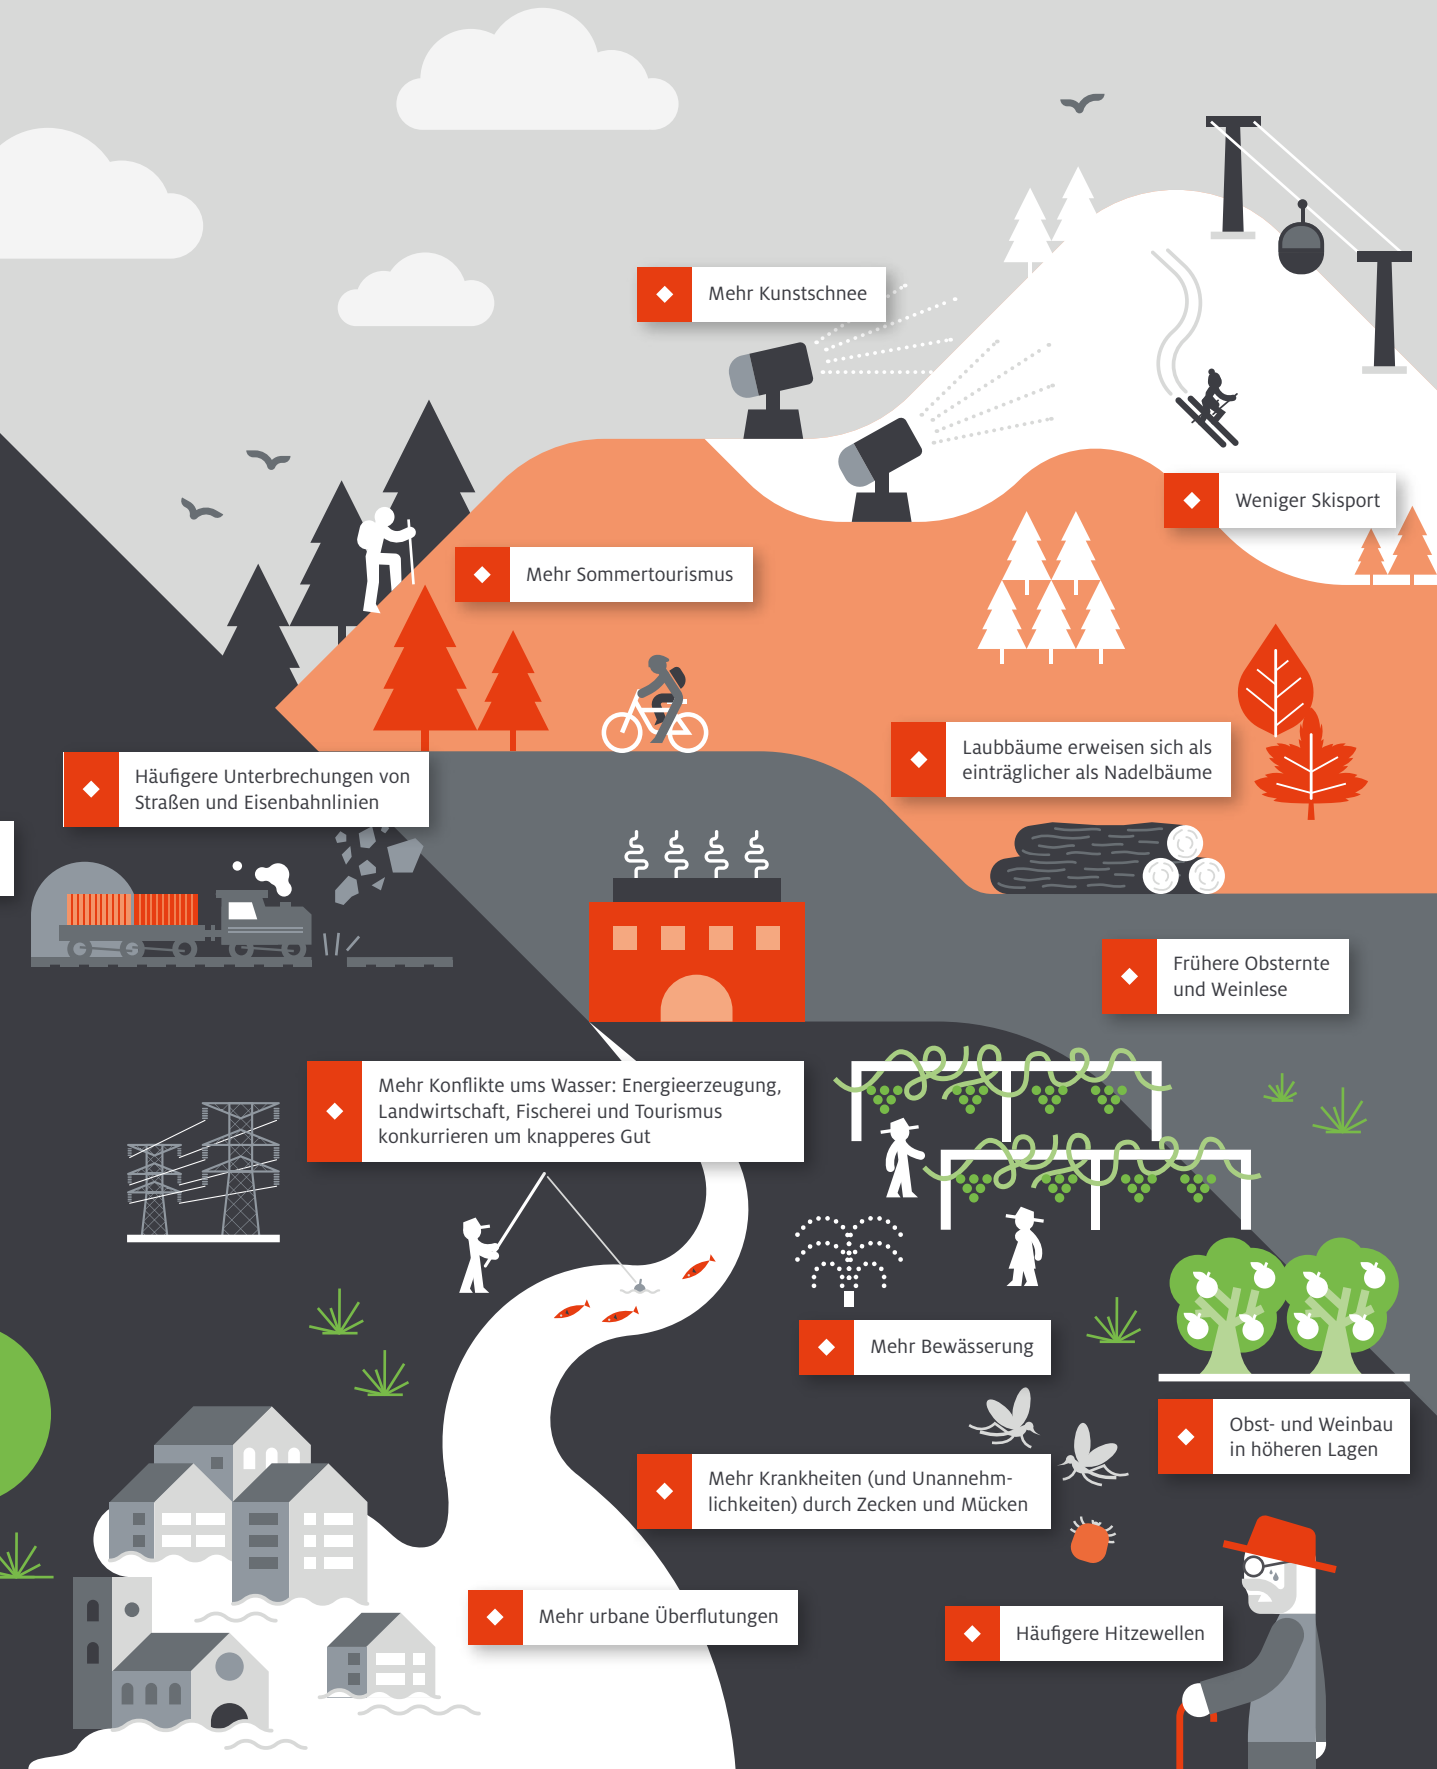 Mehr Kunstschnee
Weniger Skisport
Mehr Sommertourismus
Laubbäume erweisen sich als
einträglicher als Nadelbäume
Häufigere Unterbrechungen von
Straßen und Eisenbahnlinien
Frühere Obsternte
und Weinlese
Mehr Konflikte ums Wasser: Energieerzeugung,
Landwirtschaft, Fischerei und Tourismus
konkurrieren um knapperes Gut
Mehr Bewässerung
Obst- und Weinbau
in höheren Lagen
Mehr Krankheiten (und Unannehm-
lichkeiten) durch Zecken und Mücken
Mehr urbane Überflutungen
Häufigere Hitzewellen